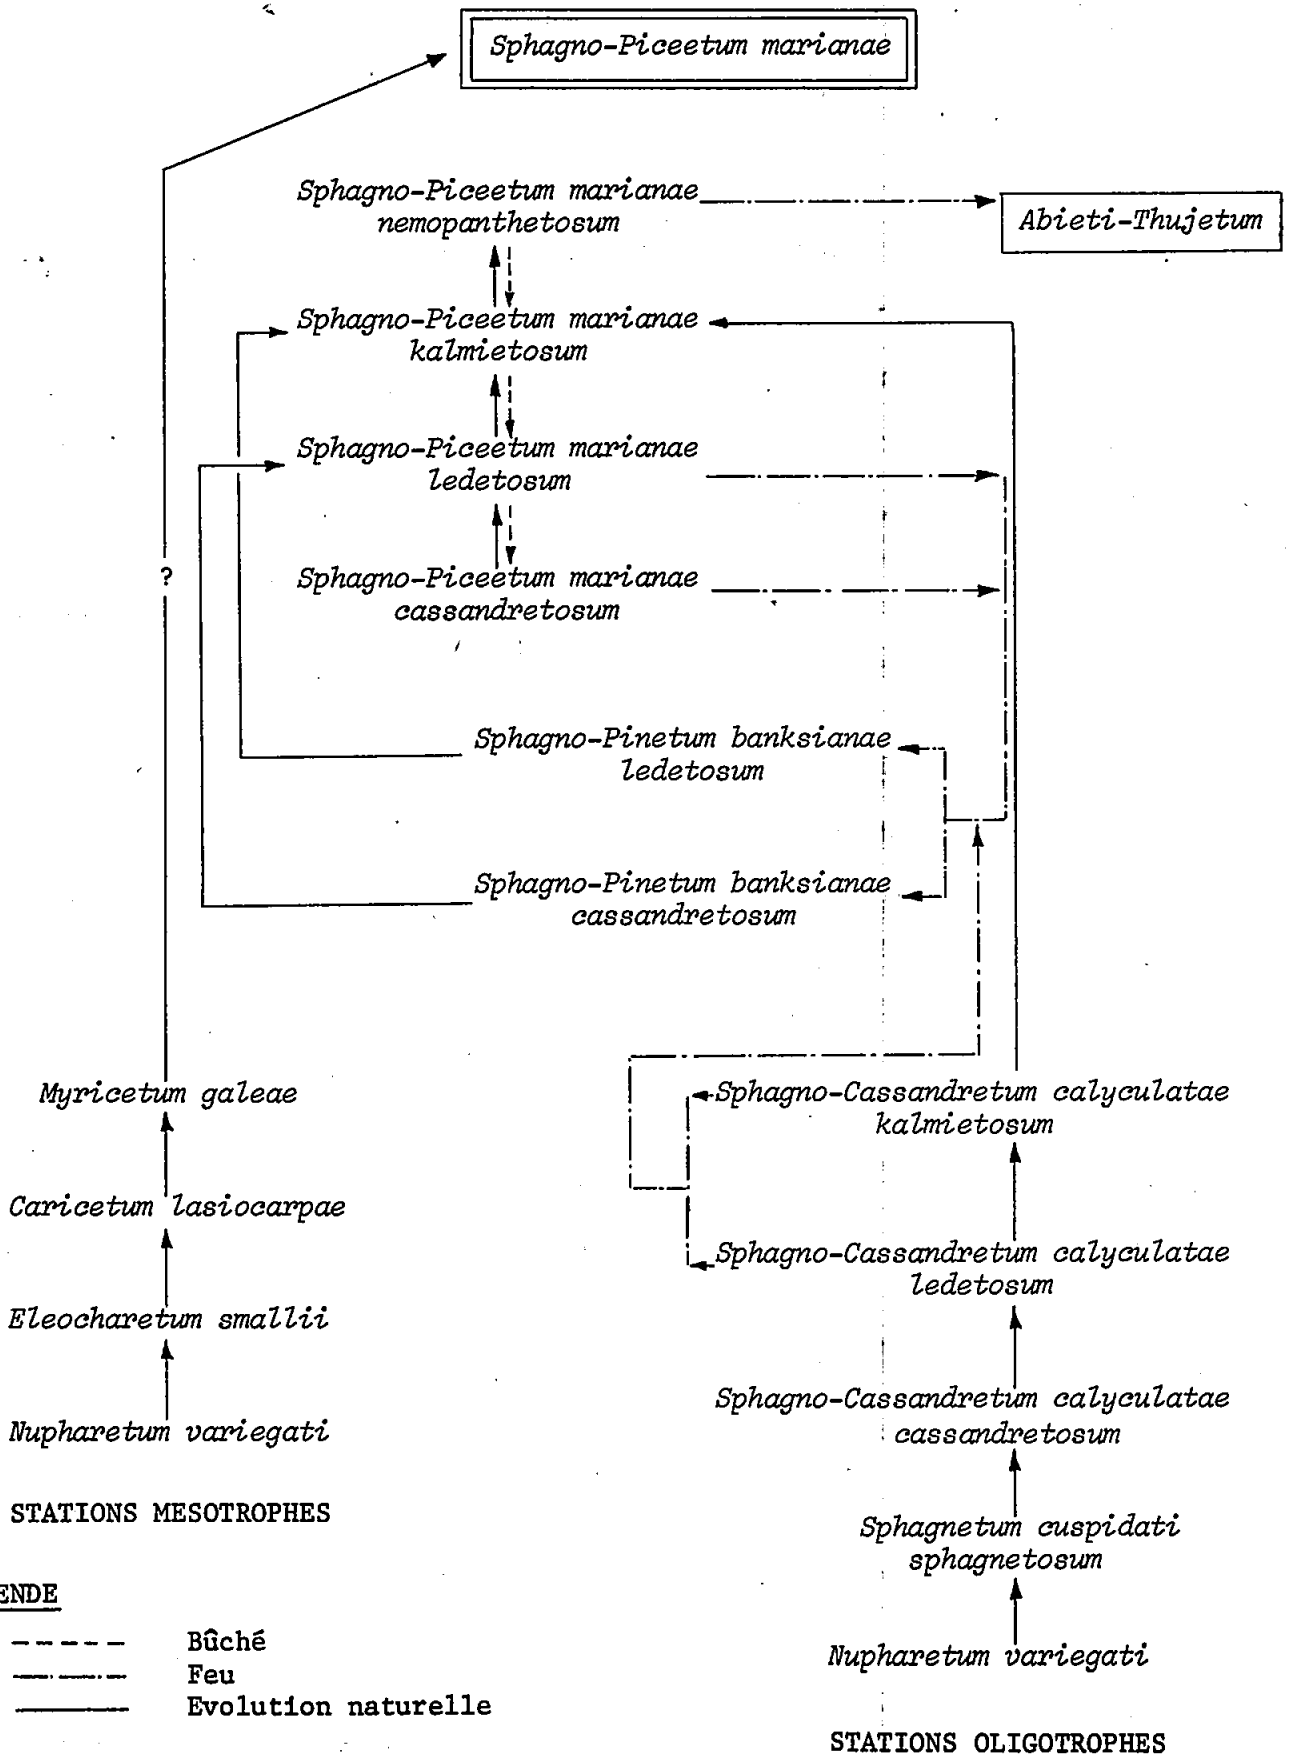 Sphagno-Piceetum marianae
Sphagno-Piceetum marianae
nemopanthetosum
Abieti-Thujetum
Sphagno-Piceetum marianae
kalmietosum
Sphagno-Piceetum marianae
ledetosum
?
Sphagno-Piceetum marianae
cassandretosum
Sphagno-Pinetum banksianae
ledetosum
Sphagno-Pinetum banksianae
cassandretosum
Myricetum galeae
Caricetum lasiocarpae
Eleocharetum smallii
Nupharetum variegati
STATIONS MESOTROPHES
Sphagno-Cassandretum calyculatae
kalmietosum
Sphagno-Cassandretum calyculatae
ledetosum
Sphagno-Cassandretum calyculatae
cassandretosum
Sphagnetum cuspidati
sphagnetosum
Nupharetum variegati
STATIONS OLIGOTROPHES
ENDE
Bûché
Feu
Evolution naturelle